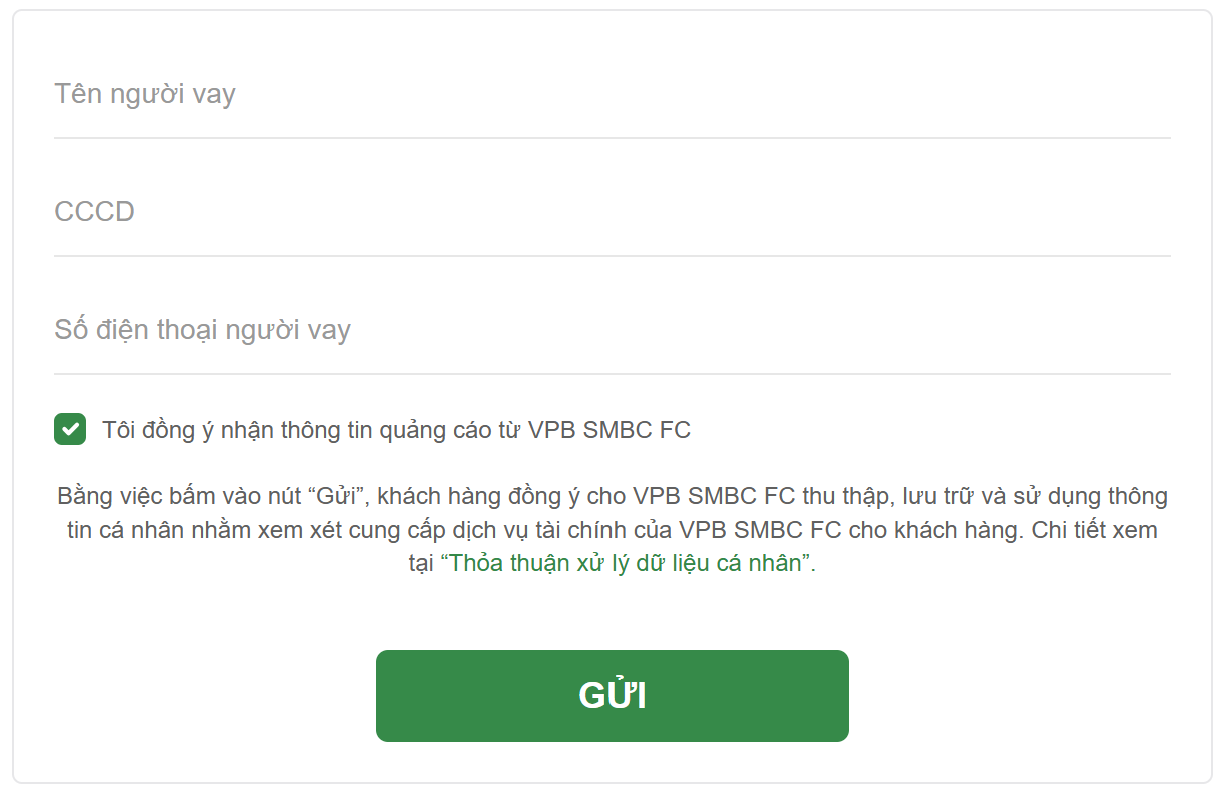 Tên người vay
CCCD
Số điện thoại người vay
Tôi đồng ý nhận thông tin quảng cáo từ VPB SMBC FC
Bằng việc bấm vào nút “Gửi”, khách hàng đồng ý cho VPB SMBC FC thu thập, lưu trữ và sử dụng thông
tin cá nhân nhằm xem xét cung cấp dịch vụ tài chính của VPB SMBC FC cho khách hàng. Chi tiết xem
tại “Thỏa thuận xử lý dữ liệu cá nhân”.
GỬI